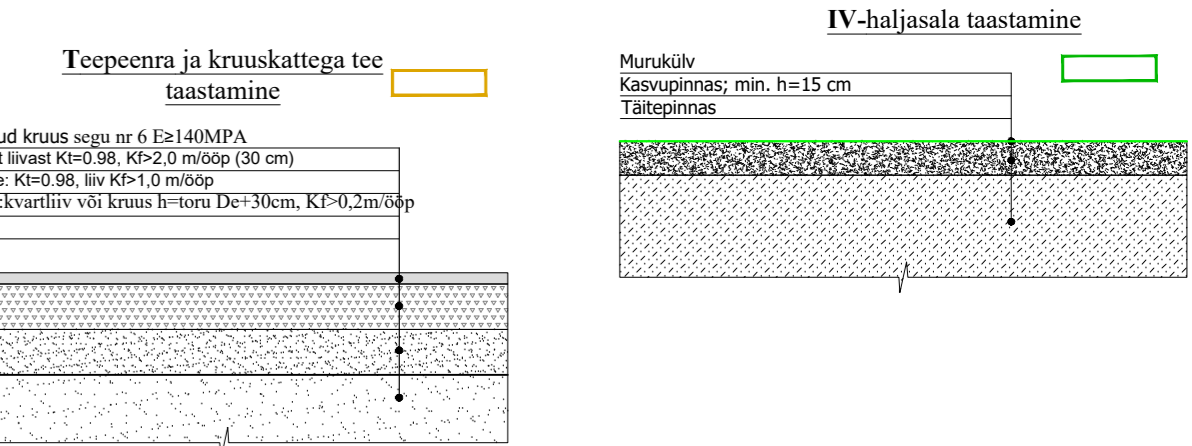 Teepeenra ja kruuskattega tee
taastamine
kruus segu nr 6 E≥140MPA
liivast Kt=0.98, Kf>2,0 m/ööp (30 cm)
Kt=0.98, liiv Kf>1,0 m/ööp
:kvartliiv või kruus h=toru De+30cm, Kf>0,2m/ööp
IV-haljasala taastamine
Murukülv
Kasvupinnas; min. h=15 cm
Täitepinnas